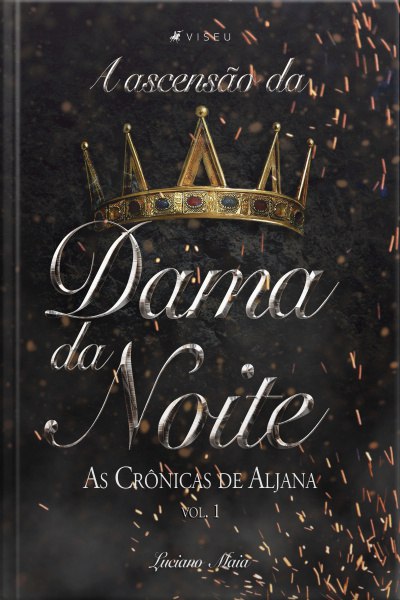 VISEU
A ascensão da
Dama
da
Noite
As Crônicas de Aljana
vol. 1
Luciano Maia